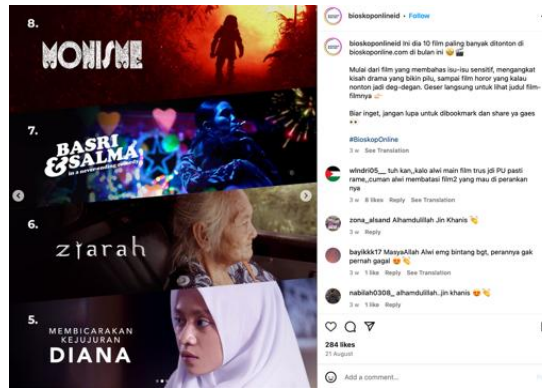 8.
MONISME
7.
BASRI
& SALMA
in a never-ending comedy
6.
ziarah
5.
MEMBICARAKAN
KEJUJURAN
DIANA
bioskoponlineid • Follow
bioskoponlineid Ini dia 10 film paling banyak ditonton di
bioskoponline.com di bulan ini
Mulai dari film yang membahas isu-isu sensitif, mengangkat
kisah drama yang bikin pilu, sampai film horor yang kalau
nonton jadi deg-degan. Geser langsung untuk lihat judul film-
filmnya 👉
Biar inget, jangan lupa untuk dibookmark dan share ya gaes
👀
#BioskopOnline
3 w See Translation
wlndri05__ tuh kan,,kalo alwi main film trus jdi PU pasti
rame,,cuman alwi membatasi film2 yang mau di perankan
nya
3 w 8 likes Reply See Translation
zona_alsand Alhamdulillah Jin Khanis
3 w Reply
bayikkk17 MasyaAllah Alwi emg bintang bgt, perannya gak
pernah gagal 😍
3 w 1 like Reply See Translation
nabilah0308_ alhamdulillah..jin khanis 😍
3 w 1 like Reply
284 likes
21 August
Add a comment...